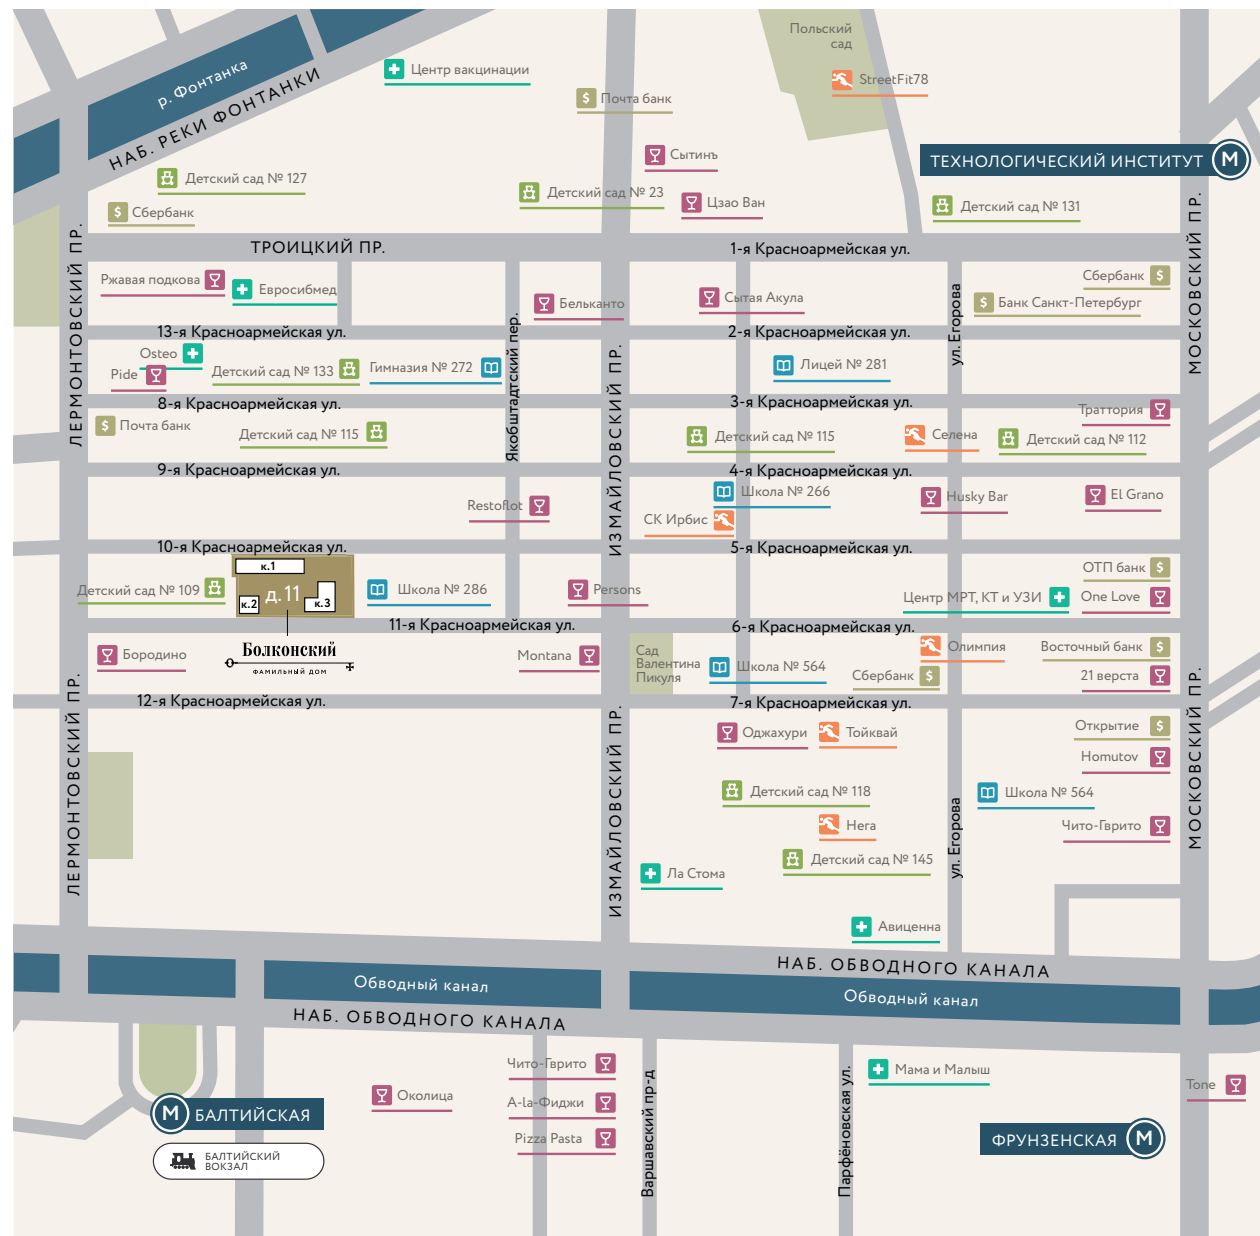 Польский
сад
р. Фонтанка
НАБ. РЕКИ ФОНТАНКИ
Центр вакцинации
StreetFit78
$ Почта банк
Сытинъ
ТЕХНОЛОГИЧЕСКИЙ ИНСТИТУТ M
Детский сад № 127
Детский сад № 23
Цзао Ван
Детский сад № 131
$ Сбербанк
ЛЕРМОНТОВСКИЙ ПР.
ТРОИЦКИЙ ПР.
1-я Красноармейская ул.
МОСКОВСКИЙ ПР.
Ржавая подкова
Евросибмед
Бельканто
Сытая Акула
Сбербанк $
$ Банк Санкт-Петербург
13-я Красноармейская ул.
2-я Красноармейская ул.
ул. Егорова
Якобштадтский пер.
ИЗМАЙЛОВСКИЙ ПР.
Osteo
Pide
Детский сад № 133
Гимназия № 272
Лицей № 281
8-я Красноармейская ул.
3-я Красноармейская ул.
Траттория
$ Почта банк
Детский сад № 115
Детский сад № 115
Селена
Детский сад № 112
9-я Красноармейская ул.
4-я Красноармейская ул.
Restoflot
Школа № 266
СК Ирбис
Husky Bar
El Grano
10-я Красноармейская ул.
5-я Красноармейская ул.
к.1
д. 11
к.2
к.3
Детский сад № 109
Школа № 286
Persons
ОТП банк $
Центр МРТ, КТ и УЗИ
One Love
11-я Красноармейская ул.
6-я Красноармейская ул.
Болконский
ФАМИЛЬНЫЙ ДОМ
Бородино
Montana
Сад
Валентина
Пикуля
Школа № 564
Олимпия
Сбербанк $
Восточный банк $
21 верста
12-я Красноармейская ул.
7-я Красноармейская ул.
ЛЕРМОНТОВСКИЙ ПР.
ИЗМАЙЛОВСКИЙ ПР.
МОСКОВСКИЙ ПР.
Оджахури
Тойквай
Открытие $
Homutov
Детский сад № 118
Школа № 564
Нега
Чито-Гврито
ул. Егорова
Детский сад № 145
Ла Стома
Авиценна
НАБ. ОБВОДНОГО КАНАЛА
Обводный канал
Обводный канал
НАБ. ОБВОДНОГО КАНАЛА
Чито-Гврито
Околица
A-la-Фиджи
Pizza Pasta
Варшавский пр-д
Парфёновская ул.
Мама и Малыш
Tone
M БАЛТИЙСКАЯ
БАЛТИЙСКИЙ
ВОКЗАЛ
ФРУНЗЕНСКАЯ M